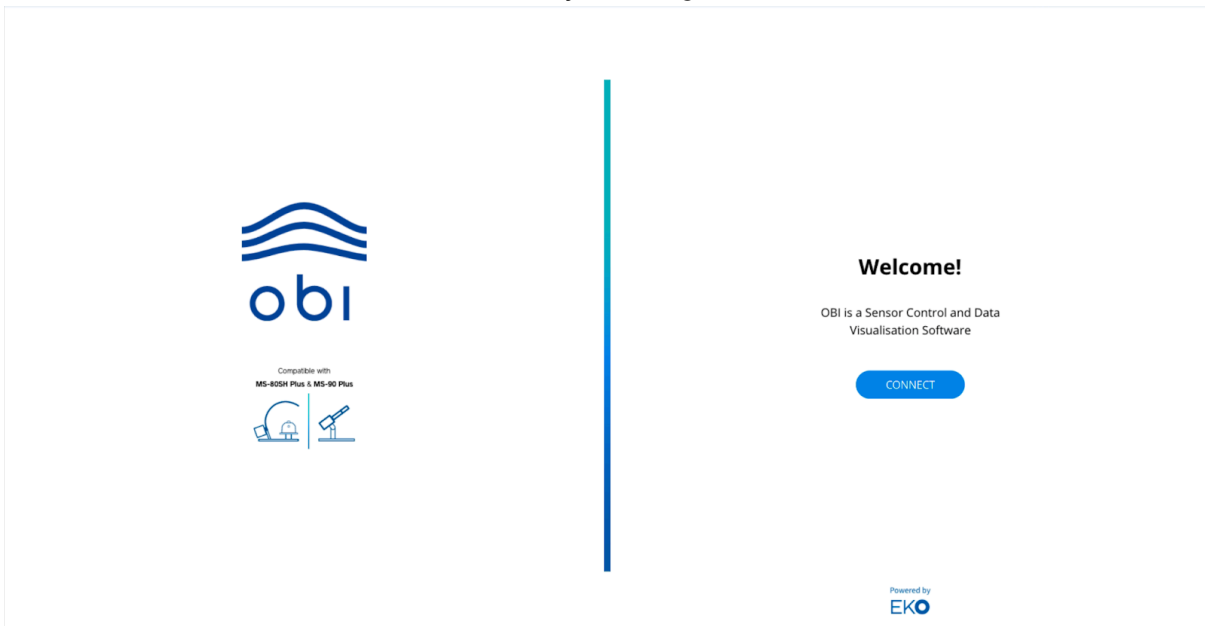 obi
Compatible with
MS-80SH Plus & MS-90 Plus
Welcome!
OBI is a Sensor Control and Data
Visualisation Software
CONNECT
Powered by
EKO